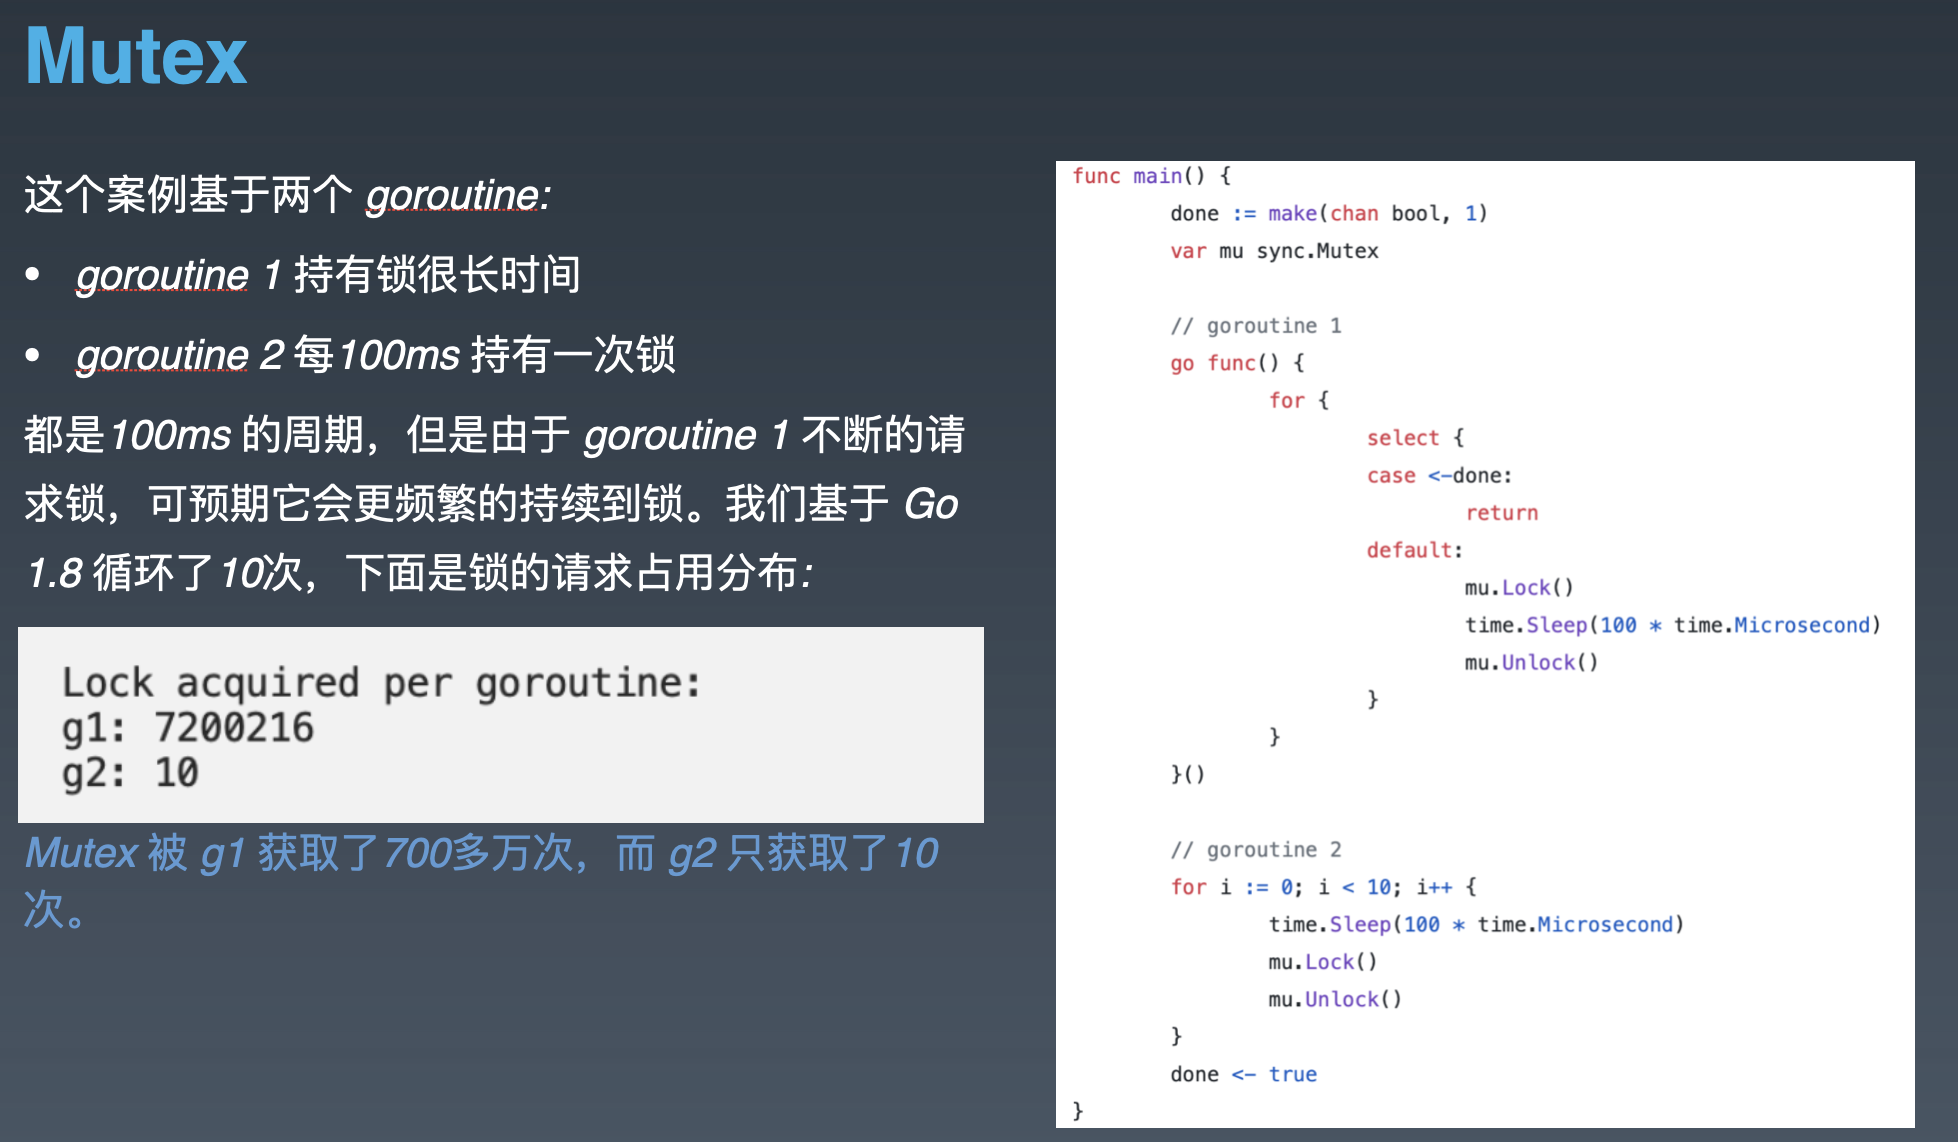 Mutex
这个案例基于两个 goroutine:
• goroutine 1 持有锁很长时间
• goroutine 2 每100ms 持有一次锁
都是100ms 的周期，但是由于 goroutine 1 不断的请
求锁，可预期它会更频繁的持续到锁。我们基于 Go
1.8 循环了10次，下面是锁的请求占用分布:
Lock acquired per goroutine:
g1: 7200216
g2: 10
Mutex 被 g1 获取了700多万次，而 g2 只获取了10
次。
func main() {
done := make(chan bool, 1)
var mu sync.Mutex
// goroutine 1
go func() {
for {
select {
case <-done:
return
default:
mu.Lock()
time.Sleep(100 * time.Microsecond)
mu.Unlock()
}
}
}()
// goroutine 2
for i := 0; i < 10; i++ {
time.Sleep(100 * time.Microsecond)
mu.Lock()
mu.Unlock()
}
done <- true
}